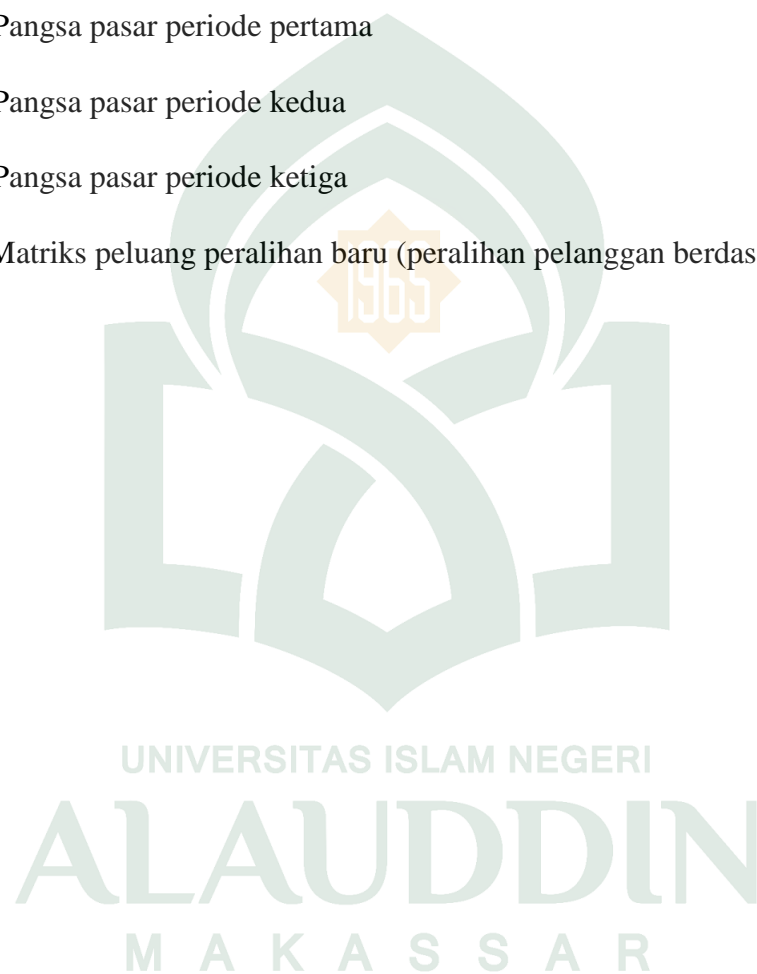 Pangsa pasar periode pertama
Pangsa pasar periode kedua
Pangsa pasar periode ketiga
Matriks peluang peralihan baru (peralihan pelanggan berdas
1965
UNIVERSITAS ISLAM NEGERI
ALAUDDIN
MAKASSAR